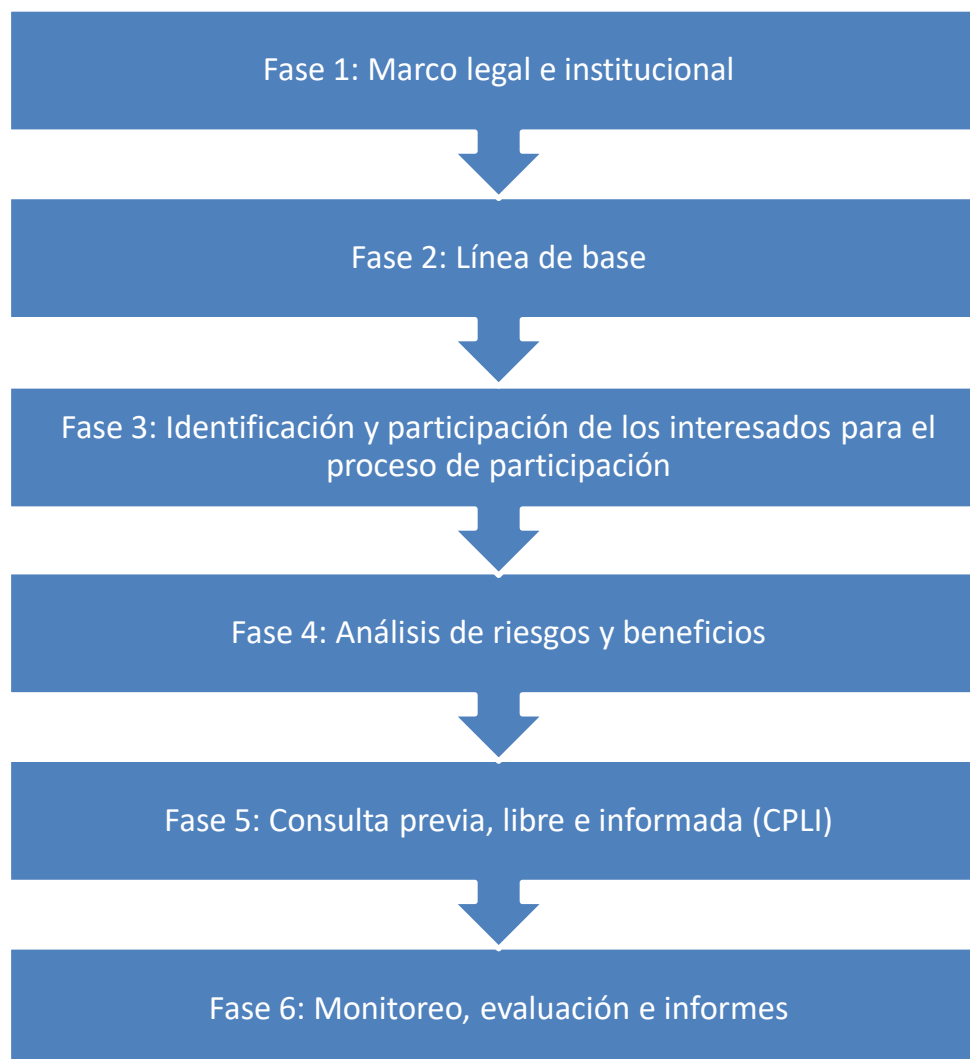 Fase 1: Marco legal e institucional
Fase 2: Línea de base
Fase 3: Identificación y participación de los interesados para el
proceso de participación
Fase 4: Análisis de riesgos y beneficios
Fase 5: Consulta previa, libre e informada (CPLI)
Fase 6: Monitoreo, evaluación e informes